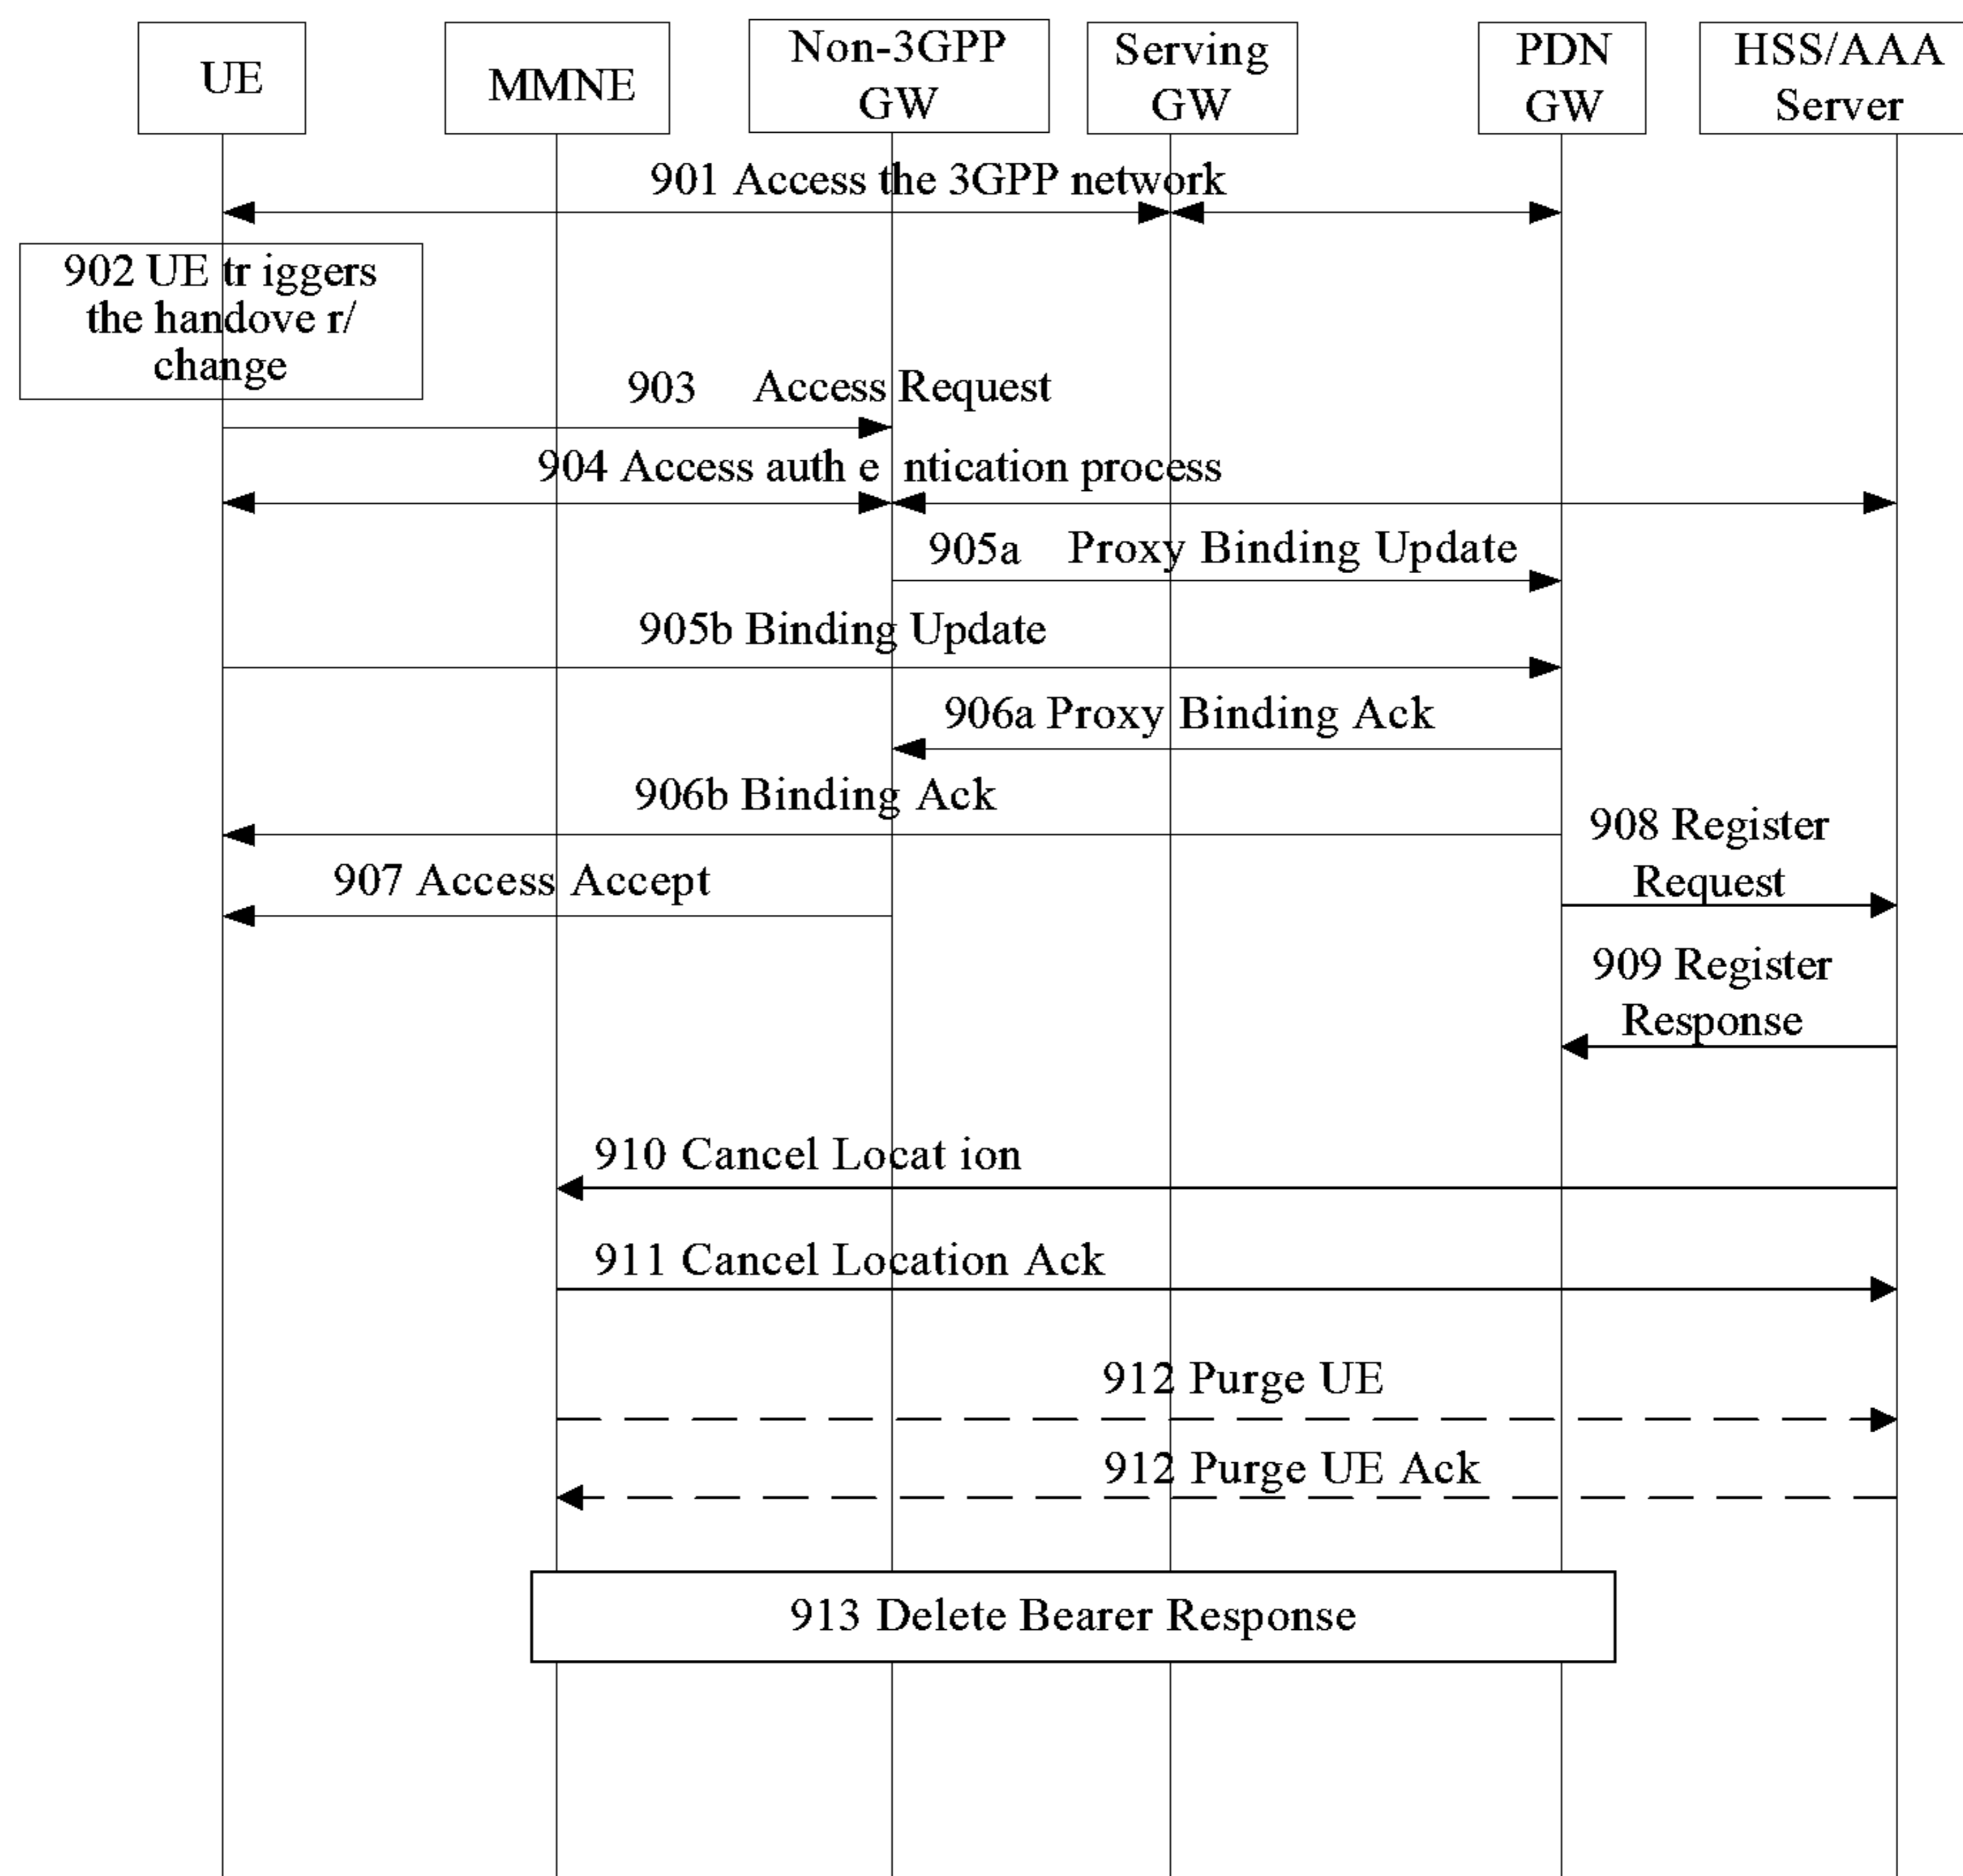 UE
MMNE
Non-3GPP
GW
Serving
GW
PDN
GW
HSS/AAA
Server
901 Access the 3GPP network
902 UE tr iggers
the handove r/
change
903 Access Request
904 Access auth e ntication process
905a Proxy Binding Update
905b Binding Update
906a Proxy Binding Ack
906b Binding Ack
908 Register
Request
907 Access Accept
909 Register
Response
910 Cancel Locat ion
911 Cancel Location Ack
912 Purge UE
912 Purge UE Ack
913 Delete Bearer Response